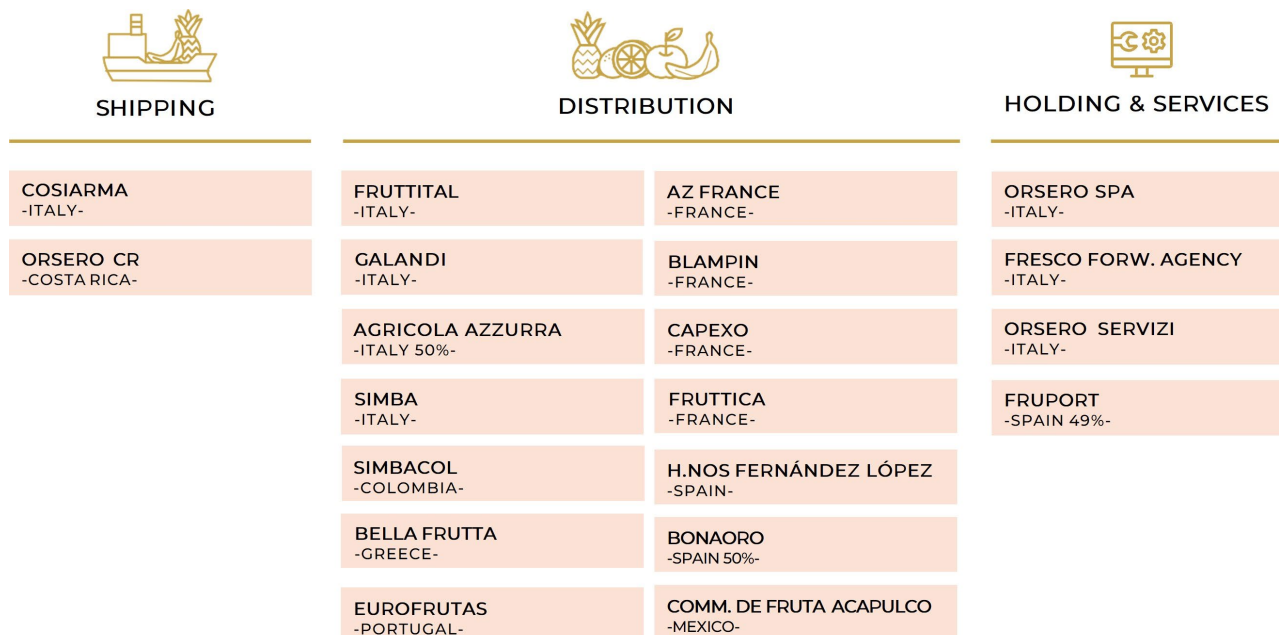 SHIPPING
COSIARMA
-ITALY-
ORSERO CR
-COSTA RICA-
DISTRIBUTION
FRUTTITAL
-ITALY-
GALANDI
-ITALY-
AGRICOLA AZZURRA
-ITALY 50%-
SIMBA
-ITALY-
SIMBACOL
-COLOMBIA-
BELLA FRUTTA
-GREECE-
EUROFRUTAS
-PORTUGAL-
AZ FRANCE
-FRANCE-
BLAMPIN
-FRANCE-
CAPEXO
-FRANCE-
FRUTTICA
-FRANCE-
H.NOS FERNÁNDEZ LÓPEZ
-SPAIN-
BONAORO
-SPAIN 50%-
COMM. DE FRUTA ACAPULCO
-MEXICO-
HOLDING & SERVICES
ORSERO SPA
-ITALY-
FRESCO FORW. AGENCY
-ITALY-
ORSERO SERVIZI
-ITALY-
FRUPORT
-SPAIN 49%-